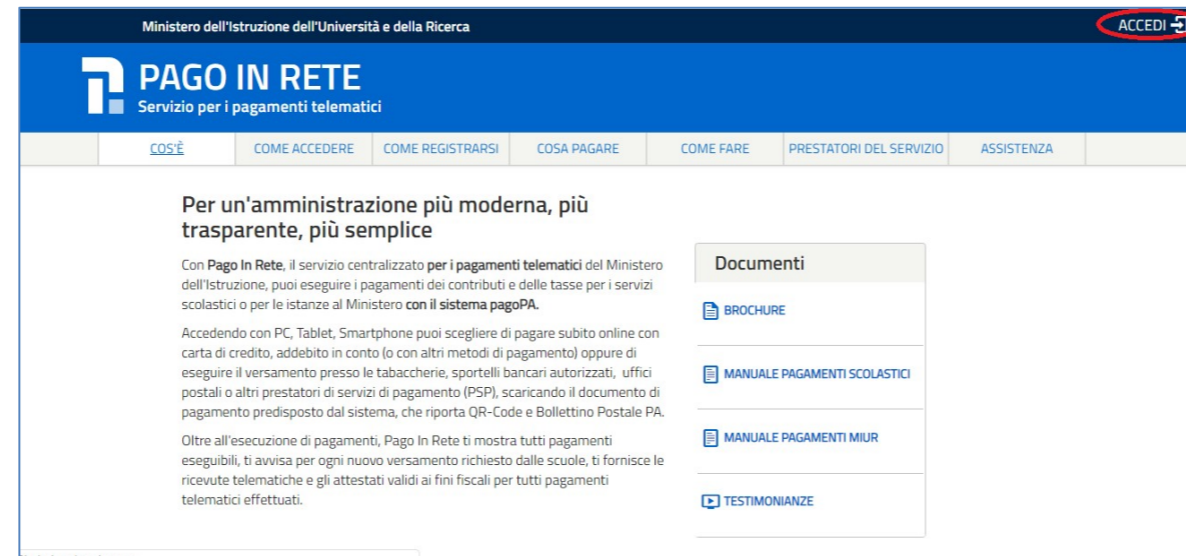 Ministero dell'Istruzione dell'Università e della Ricerca
ACCEDI
PAGO IN RETE
Servizio per i pagamenti telematici
COS'È
COME ACCEDERE
COME REGISTRARSI
COSA PAGARE
COME FARE
PRESTATORI DEL SERVIZIO
ASSISTENZA
Per un'amministrazione più moderna, più
trasparente, più semplice
Con Pago In Rete, il servizio centralizzato per i pagamenti telematici del Ministero
dell'Istruzione, puoi eseguire i pagamenti dei contributi e delle tasse per i servizi
scolastici o per le istanze al Ministero con il sistema pagoPA.
Accedendo con PC, Tablet, Smartphone puoi scegliere di pagare subito online con
carta di credito, addebito in conto (o con altri metodi di pagamento) oppure di
eseguire il versamento presso le tabaccherie, sportelli bancari autorizzati, uffici
postali o altri prestatori di servizi di pagamento (PSP), scaricando il documento di
pagamento predisposto dal sistema, che riporta QR-Code e Bollettino Postale PA.
Oltre all'esecuzione di pagamenti, Pago In Rete ti mostra tutti pagamenti
eseguibili, ti avvisa per ogni nuovo versamento richiesto dalle scuole, ti fornisce le
ricevute telematiche e gli attestati validi ai fini fiscali per tutti pagamenti
telematici effettuati.
Documenti
BROCHURE
MANUALE PAGAMENTI SCOLASTICI
MANUALE PAGAMENTI MIUR
TESTIMONIANZE